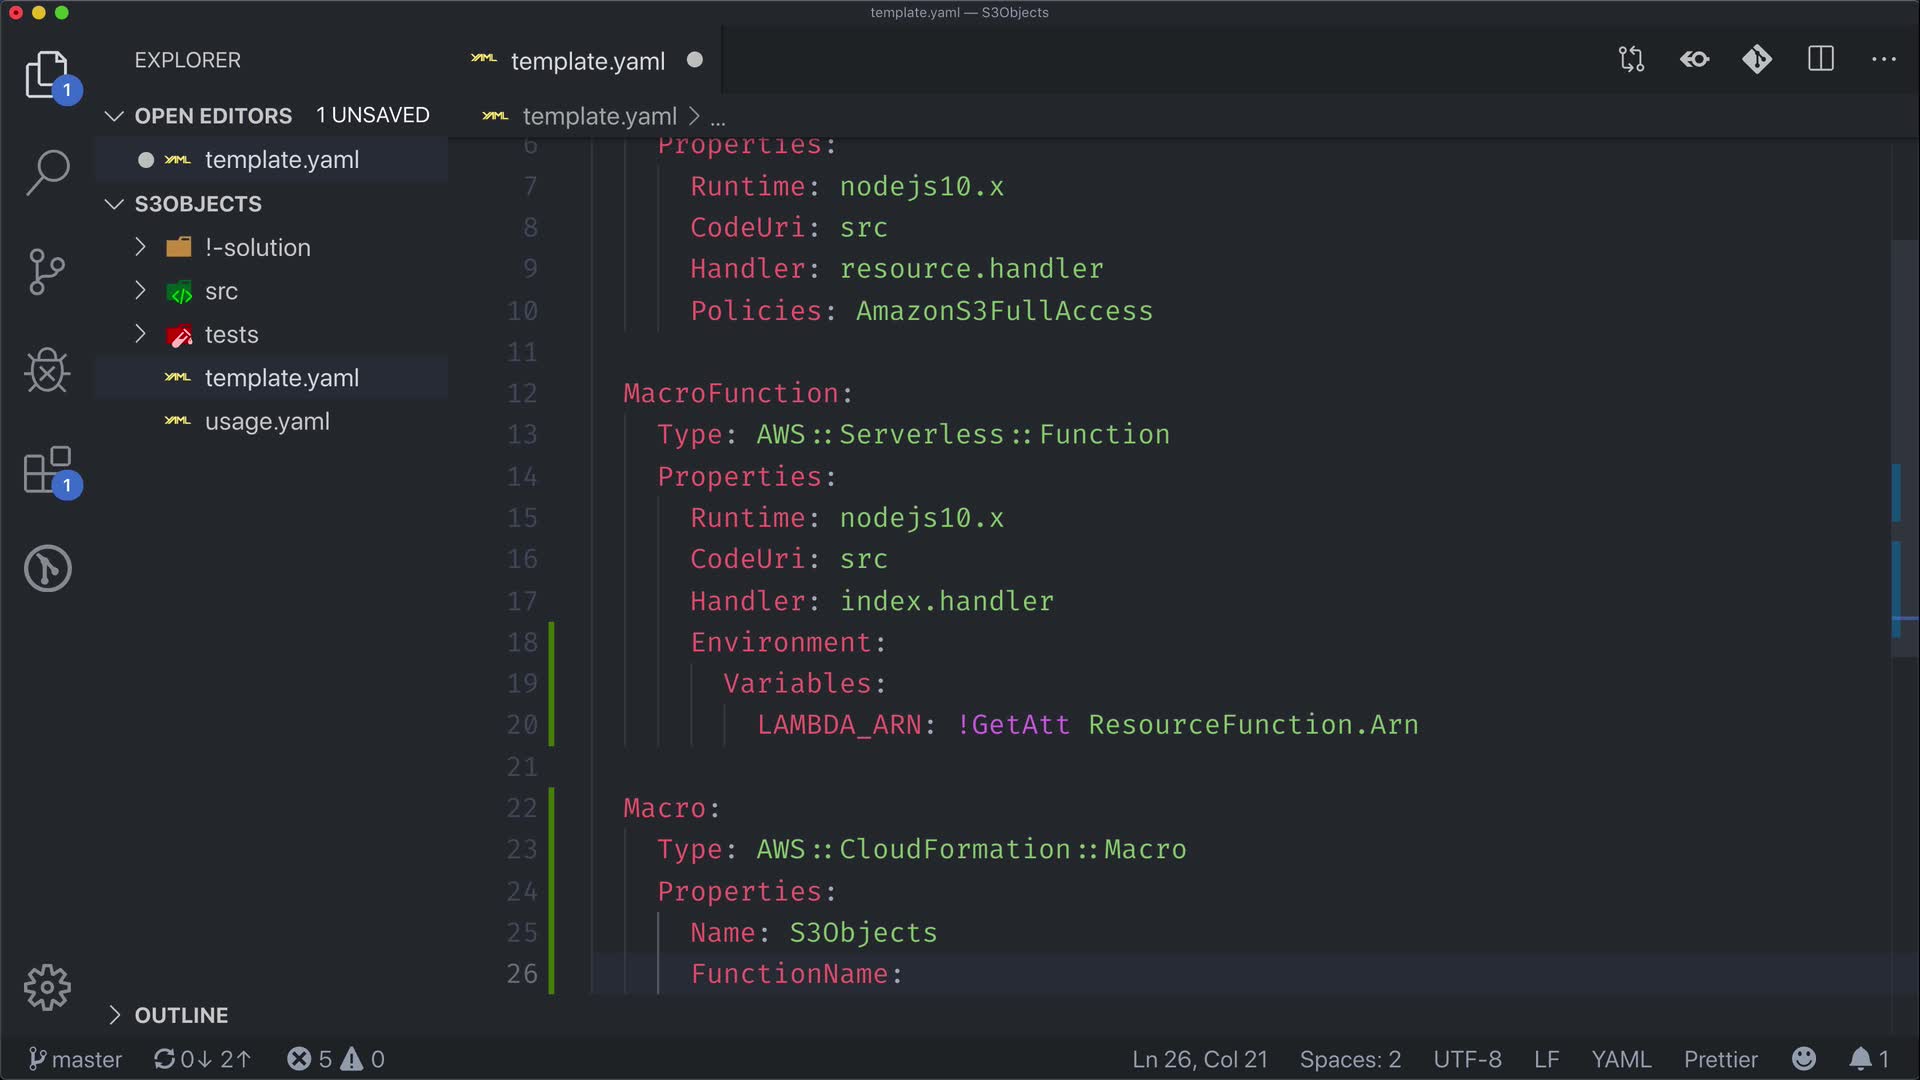 template.yaml — S3Objects
EXPLORER
OPEN EDITORS 1 UNSAVED
template.yaml
S3OBJECTS
!-solution
src
tests
template.yaml
usage.yaml
OUTLINE
1
1
YAML template.yaml
YAML template.yaml > ...
6 Properties:
7 Runtime: nodejs10.x
8 CodeUri: src
9 Handler: resource.handler
10 Policies: AmazonS3FullAccess
11
12 MacroFunction:
13 Type: AWS::Serverless::Function
14 Properties:
15 Runtime: nodejs10.x
16 CodeUri: src
17 Handler: index.handler
18 Environment:
19 Variables:
20 LAMBDA_ARN: !GetAtt ResourceFunction.Arn
21
22 Macro:
23 Type: AWS::CloudFormation::Macro
24 Properties:
25 Name: S3Objects
26 FunctionName:
master 0↓ 2↑ 5 0 Ln 26, Col 21 Spaces: 2 UTF-8 LF YAML Prettier 1